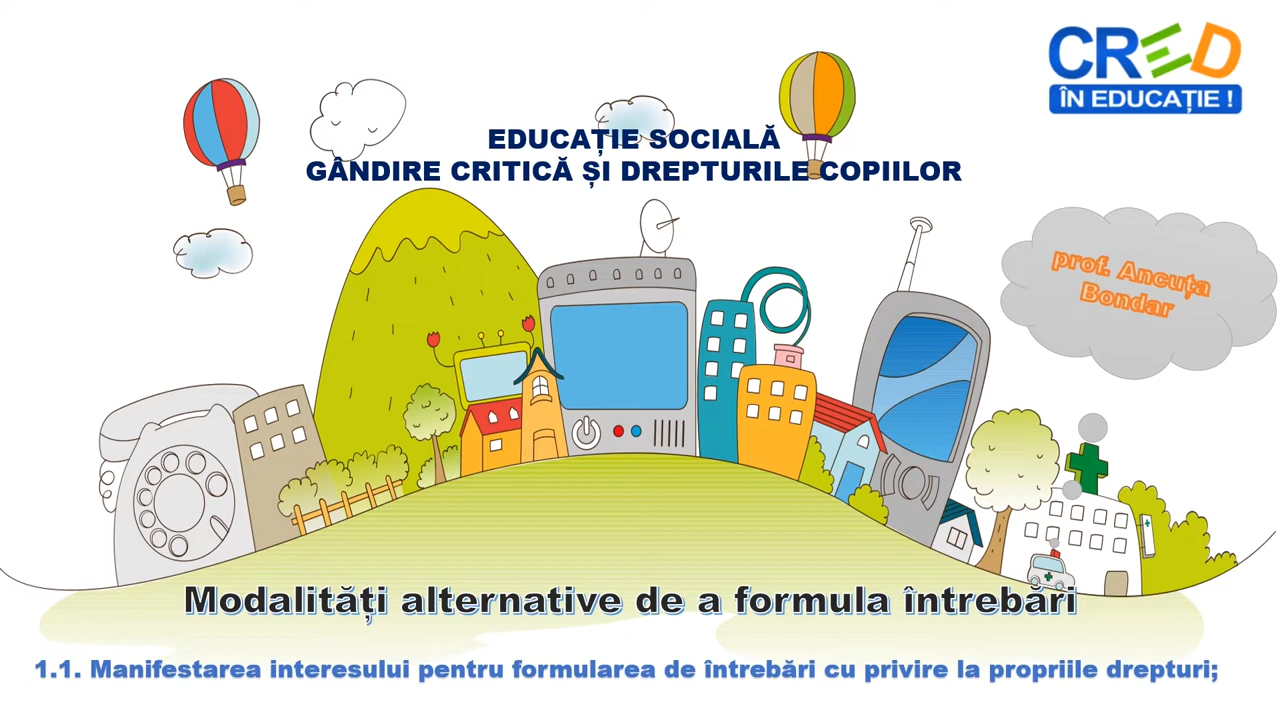 CRED
ÎN EDUCAȚIE !
EDUCAȚIE SOCIALĂ
GÂNDIRE CRITICĂ ȘI DREPTURILE COPIILOR
prof. Ancuța
Bondar
Modalități alternative de a formula întrebări
1.1. Manifestarea interesului pentru formularea de întrebări cu privire la propriile drepturi;